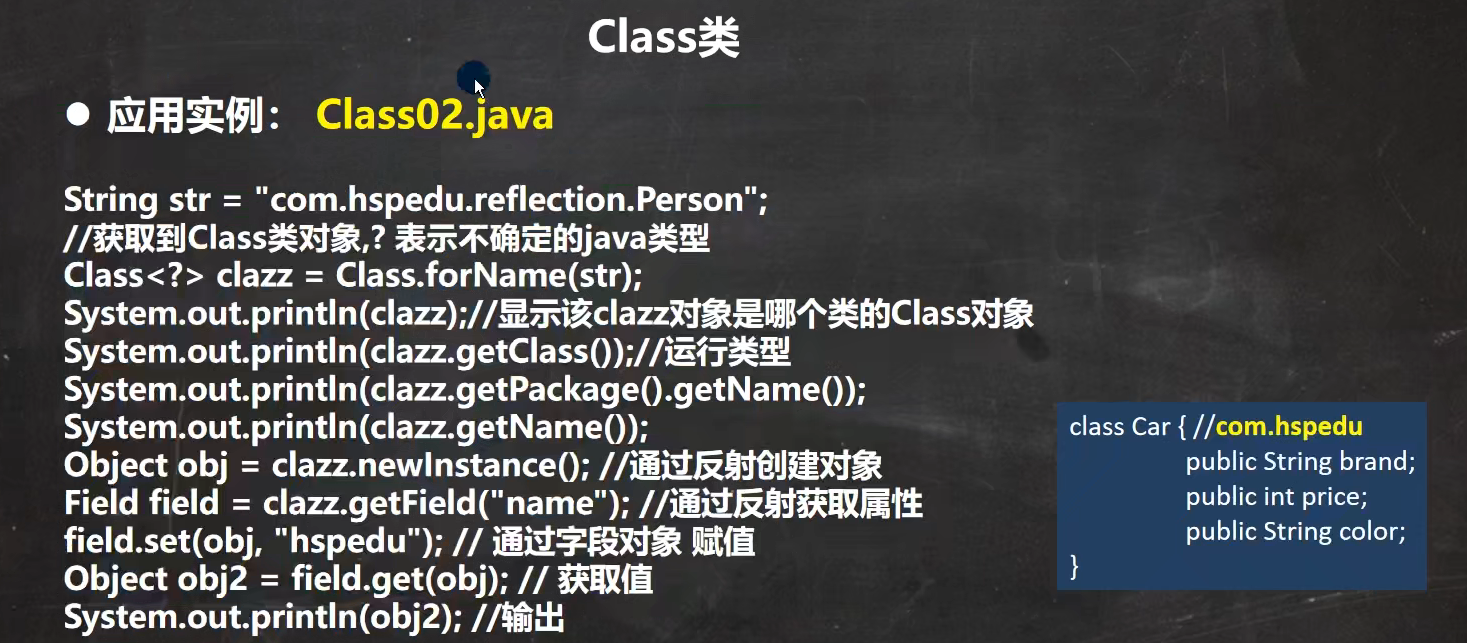 Class类
● 应用实例： Class02.java
String str = "com.hspedu.reflection.Person";
//获取到Class类对象,? 表示不确定的java类型
Class<?> clazz = Class.forName(str);
System.out.println(clazz);//显示该clazz对象是哪个类的Class对象
System.out.println(clazz.getClass());//运行类型
System.out.println(clazz.getPackage().getName());
System.out.println(clazz.getName());
Object obj = clazz.newInstance(); //通过反射创建对象
Field field = clazz.getField("name"); //通过反射获取属性
field.set(obj, "hspedu"); // 通过字段对象 赋值
Object obj2 = field.get(obj); // 获取值
System.out.println(obj2); //输出
class Car { //com.hspedu
public String brand;
public int price;
public String color;
}